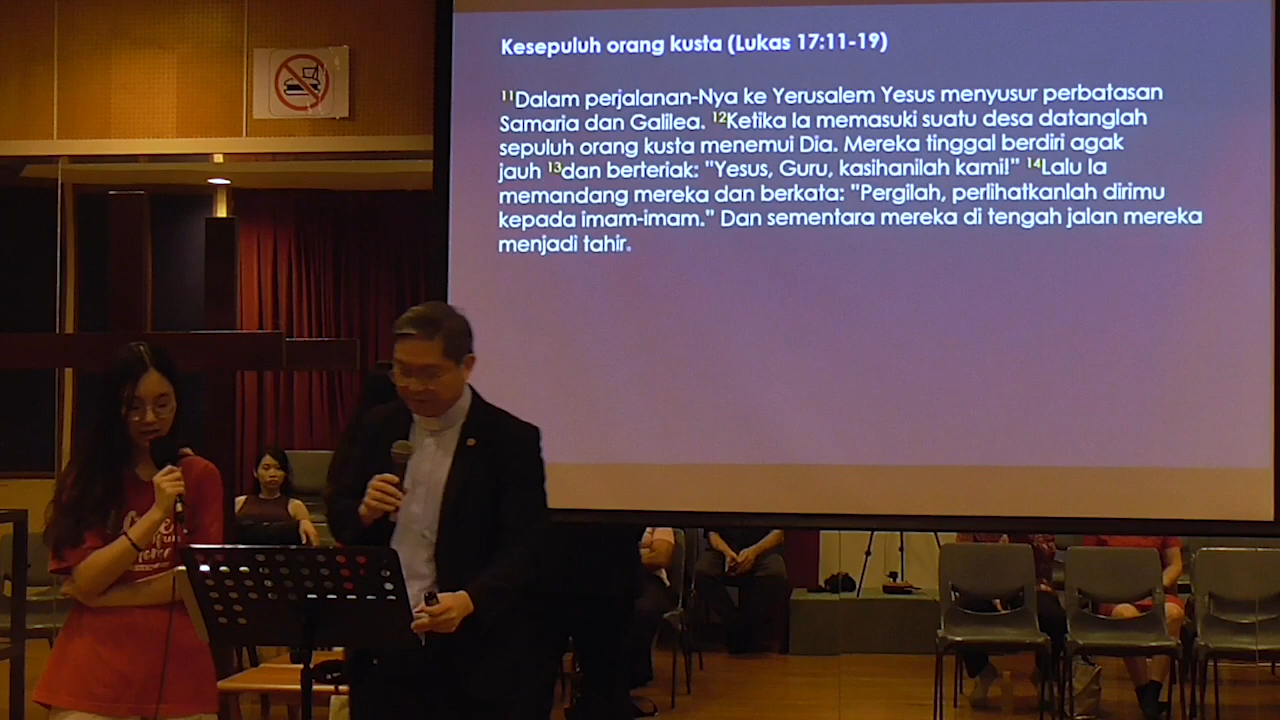 Kesepuluh orang kusta (Lukas 17:11-19)
¹¹Dalam perjalanan-Nya ke Yerusalem Yesus menyusur perbatasan
Samaria dan Galilea. ¹²Ketika Ia memasuki suatu desa datanglah
sepuluh orang kusta menemui Dia. Mereka tinggal berdiri agak
jauh ¹³dan berteriak: "Yesus, Guru, kasihanilah kami!" ¹⁴Lalu Ia
memandang mereka dan berkata: "Pergilah, perlihatkanlah dirimu
kepada imam-imam." Dan sementara mereka di tengah jalan mereka
menjadi tahir.